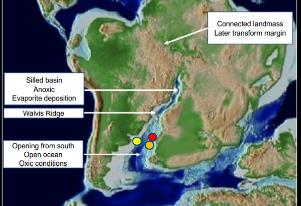 Connected landmass
Later transform margin
Silled basin
Anoxic
Evaporite deposition
Walvis Ridge
Opening from south
Open ocean
Oxic conditions